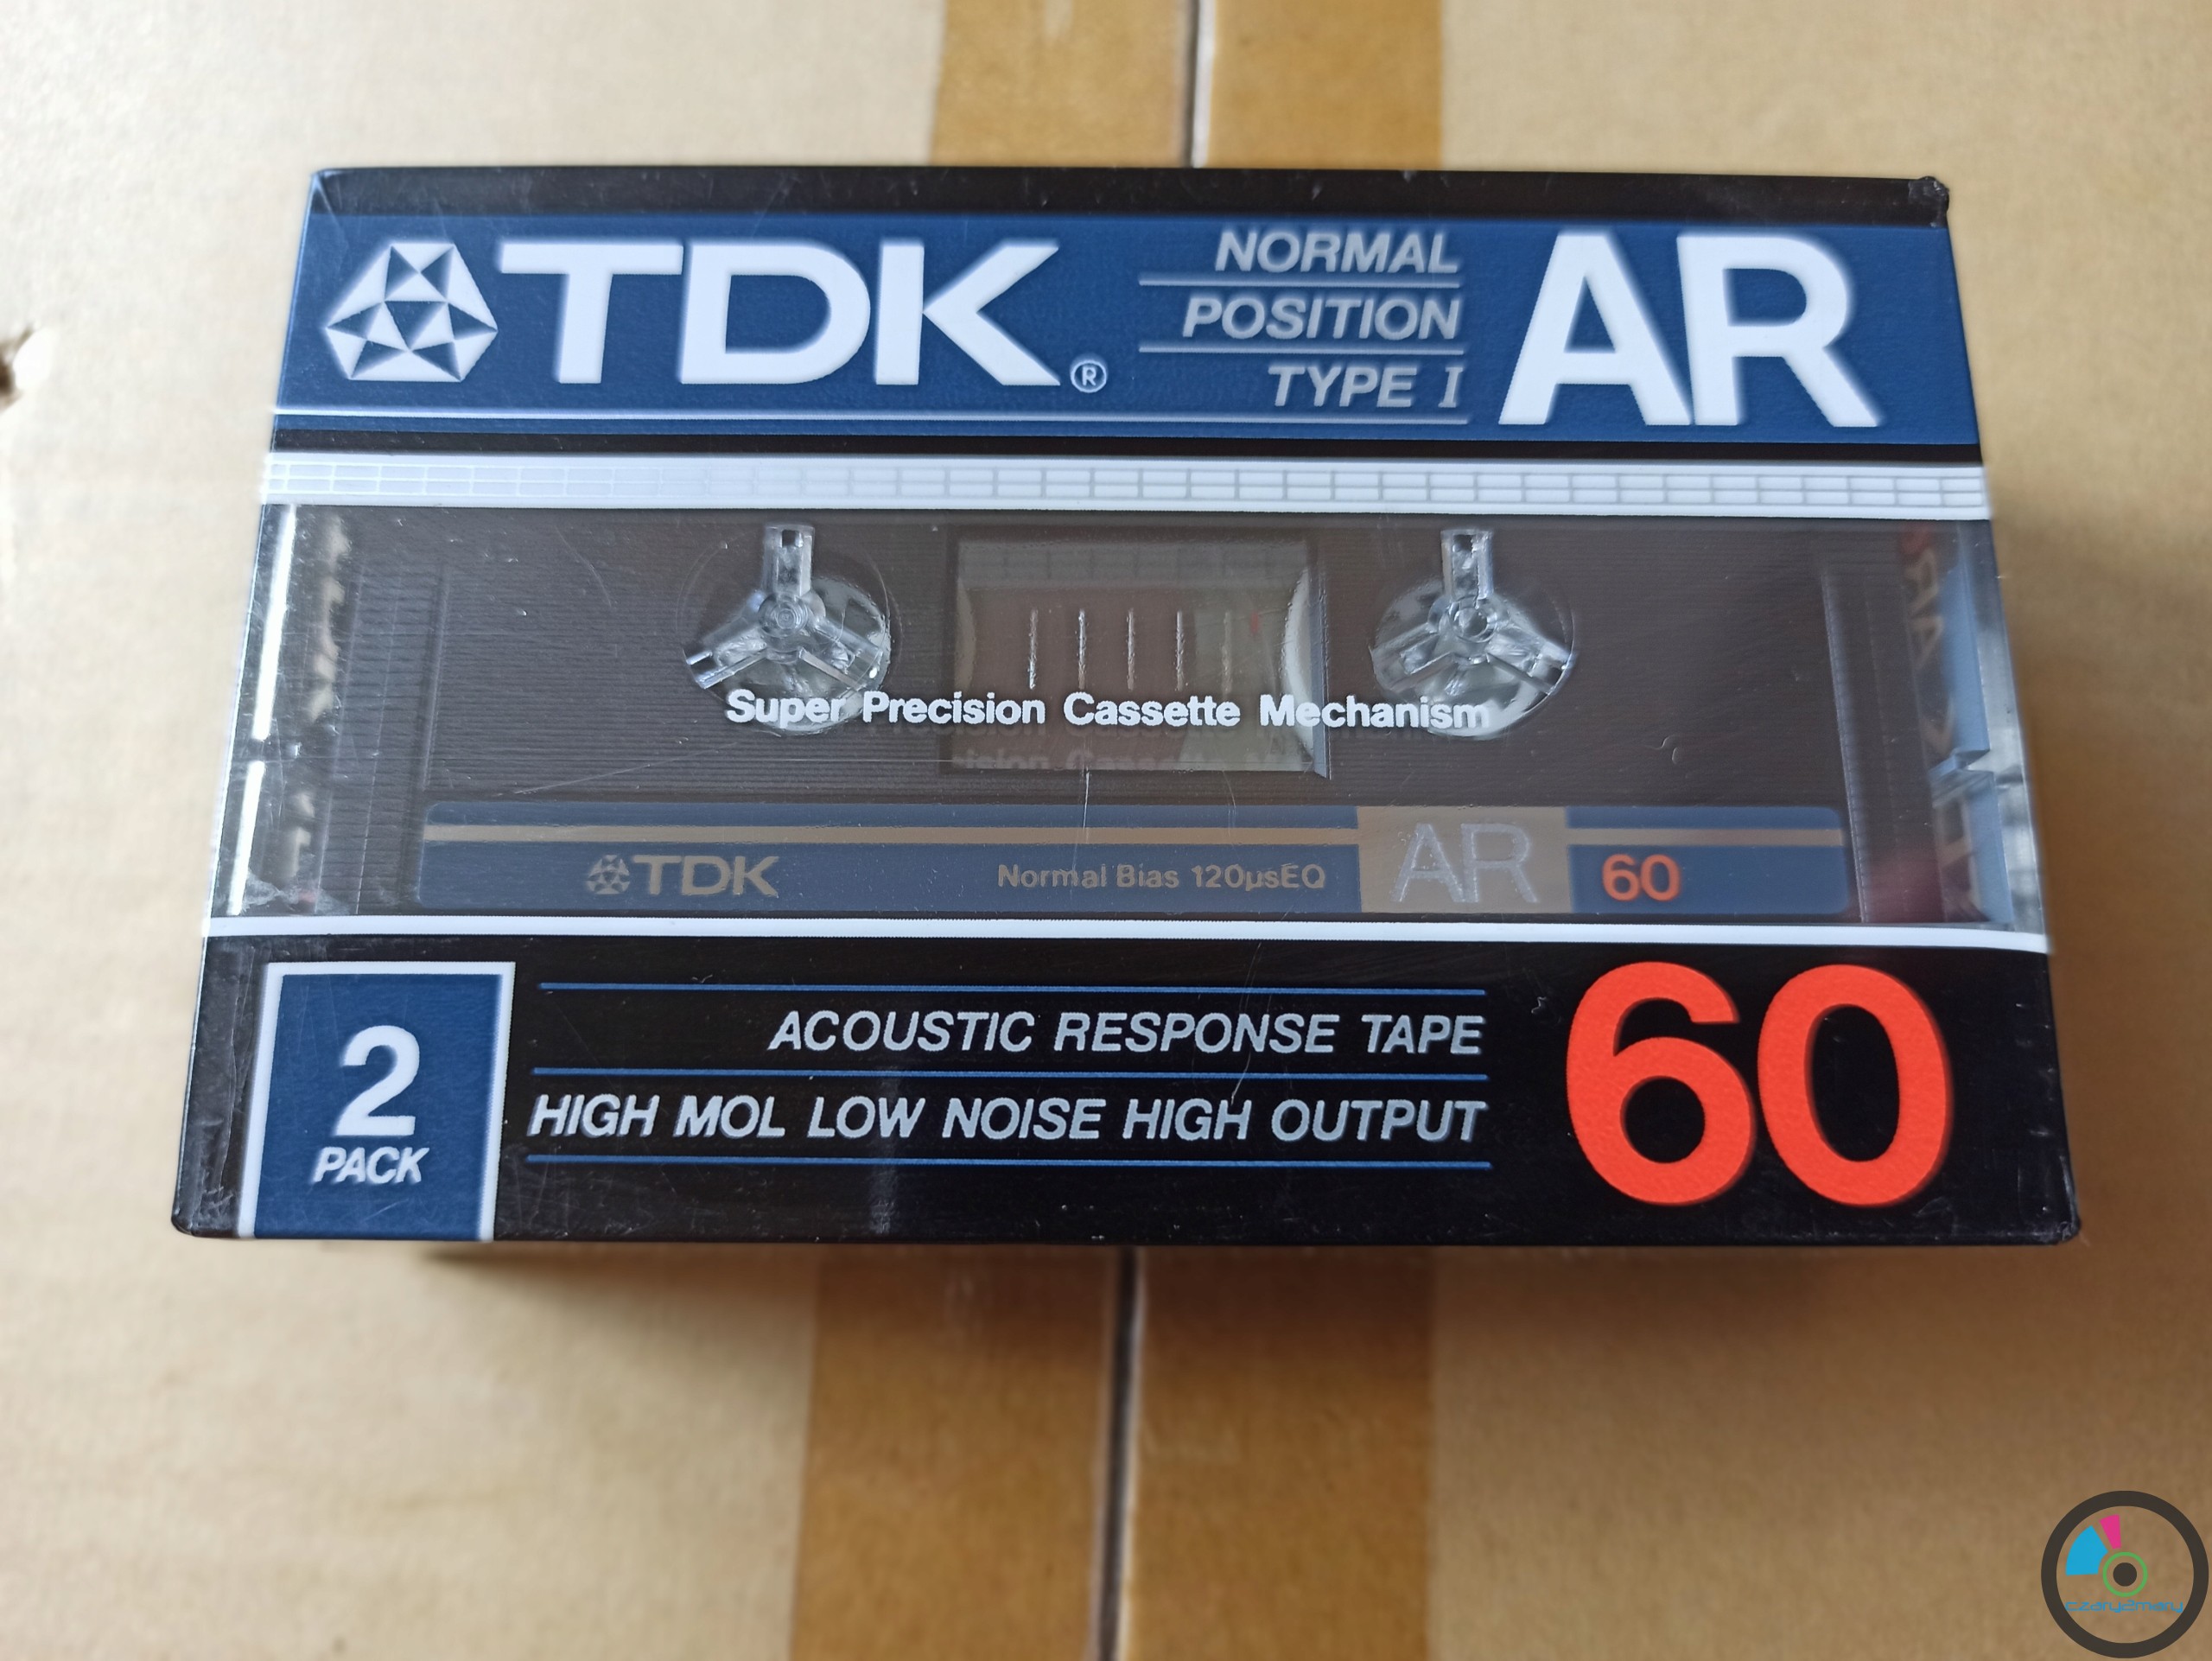 TDK®
NORMAL
POSITION
TYPE I
AR
Super Precision Cassette Mechanism
TDK
Normal Bias 120µsEQ
AR
60
2
PACK
ACOUSTIC RESPONSE TAPE
HIGH MOL LOW NOISE HIGH OUTPUT
60